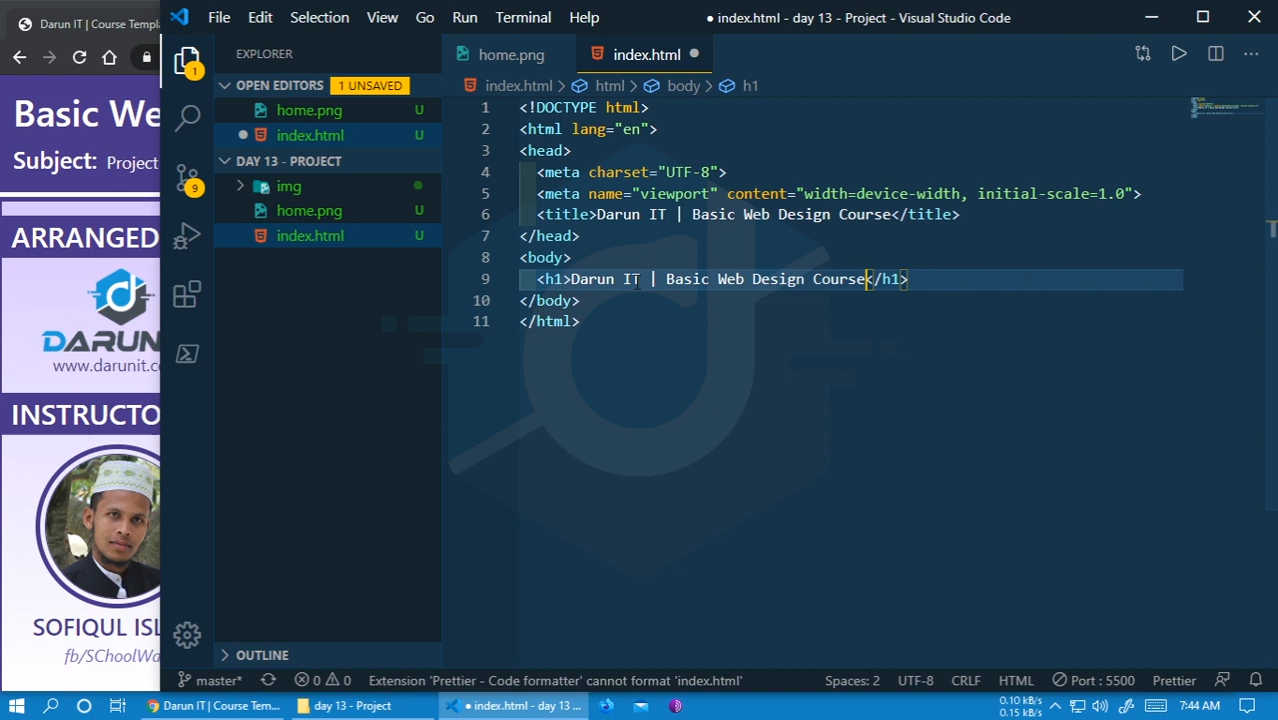 Darun IT | Course Templa
Basic We
Subject: Project
ARRANGED
DARUN
www.darunit.co
INSTRUCTO
SOFIQUL ISL
fb/SChoolWa
File Edit Selection View Go Run Terminal Help
● index.html - day 13 - Project - Visual Studio Code
EXPLORER
OPEN EDITORS 1 UNSAVED
home.png U
index.html U
DAY 13 - PROJECT
img
home.png U
index.html U
OUTLINE
1
9
home.png index.html
index.html > html > body > h1
1 <!DOCTYPE html>
2 <html lang="en">
3 <head>
4 <meta charset="UTF-8">
5 <meta name="viewport" content="width=device-width, initial-scale=1.0">
6 <title>Darun IT | Basic Web Design Course</title>
7 </head>
8 <body>
9 <h1>Darun IT | Basic Web Design Course</h1>
10 </body>
11 </html>
master* 0 0 Extension 'Prettier - Code formatter' cannot format 'index.html' Spaces: 2 UTF-8 CRLF HTML Port : 5500 Prettier
Darun IT | Course Tem... day 13 - Project ● index.html - day 13 ...
0.10 kB/s
0.15 kB/s
7:44 AM